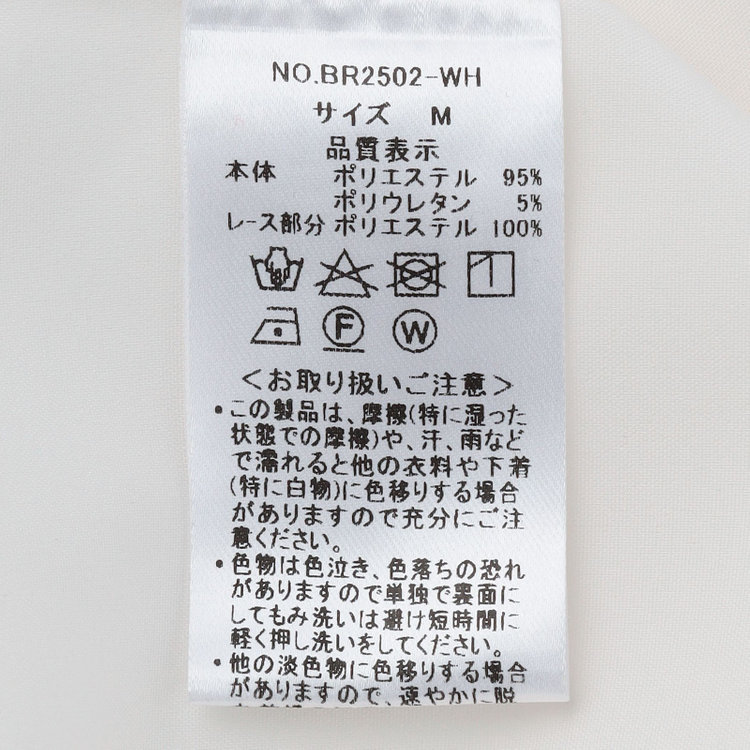 NO.BR2502-WH
サイズ M
品質表示
本体 ポリエステル 95%
ポリウレタン 5%
レース部分 ポリエステル 100%
F W
<お取り扱いご注意>
・この製品は、摩擦(特に湿った
状態での摩擦)や、汗、雨など
で濡れると他の衣料や下着
(特に白物)に色移りする場合
がありますので充分にご注
意ください。
・色物は色泣き、色落ちの恐れ
がありますので単独で裏面に
してもみ洗いは避け短時間に
軽く押し洗いをしてください。
・他の淡色物に色移りする場合
がありますので、速やかに脱